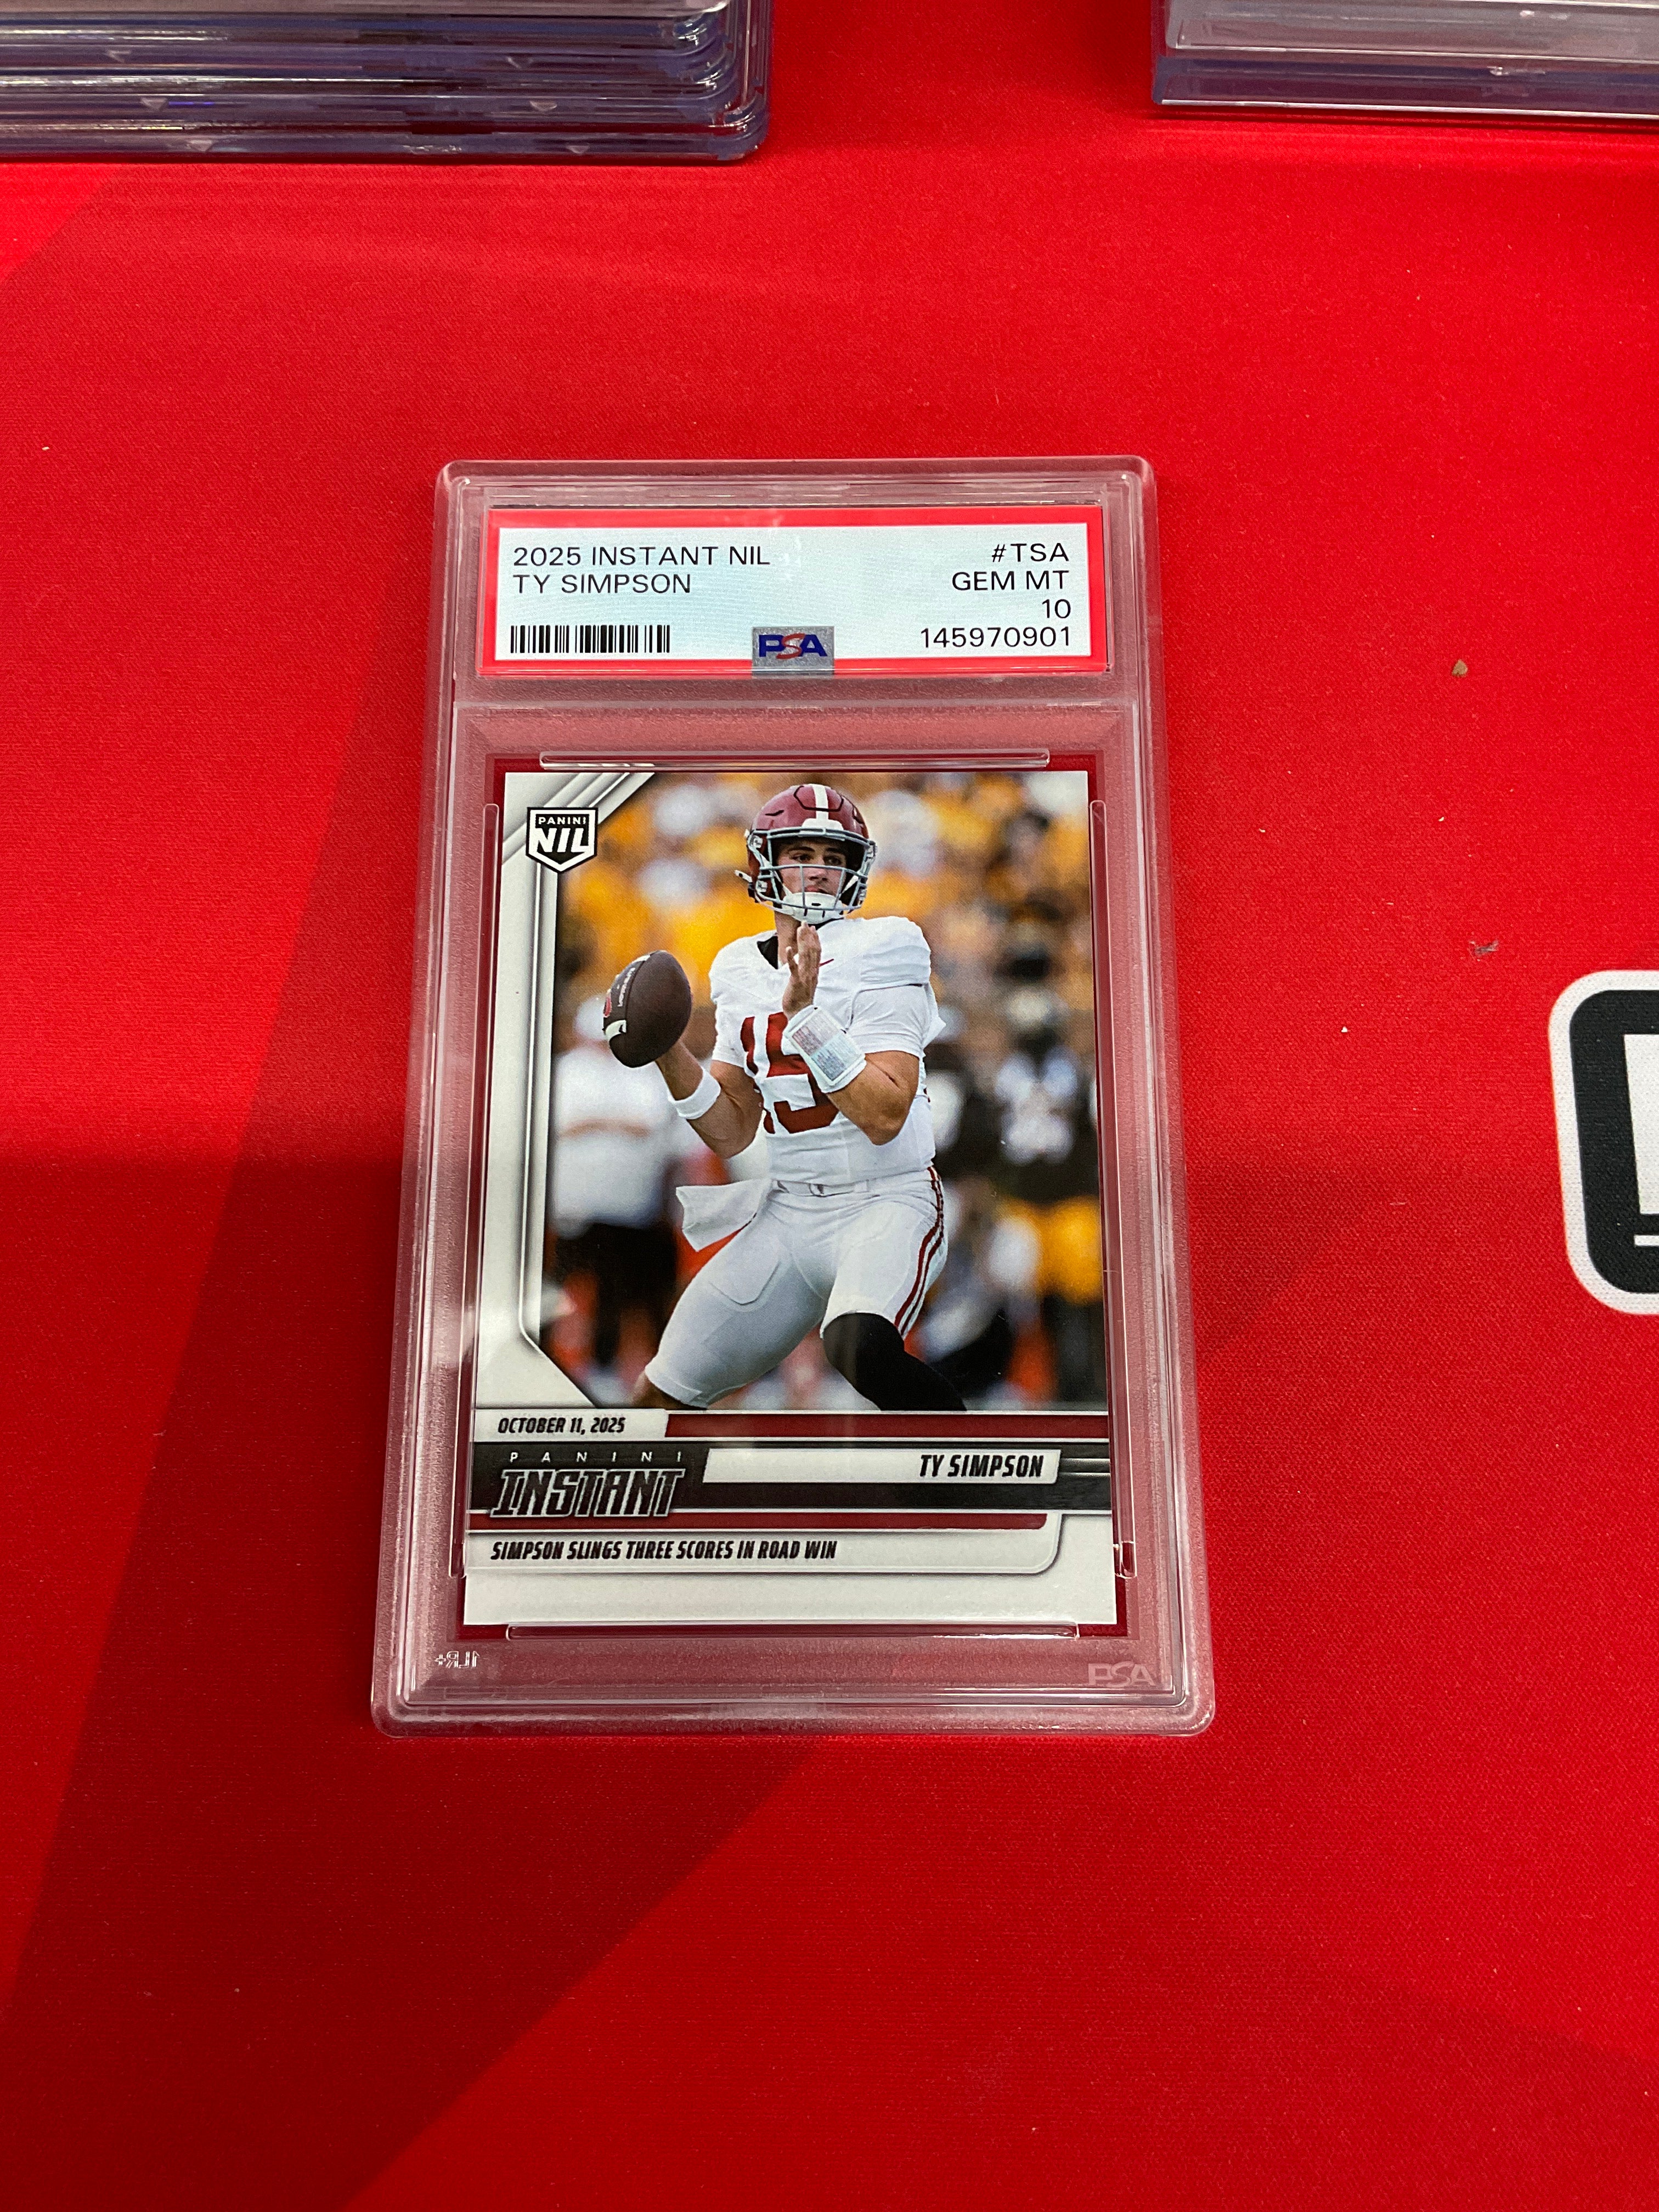 2025 INSTANT NIL #TSA
TY SIMPSON GEM MT
10
PSA 145970901
PANINI
NIL
15
OCTOBER 11, 2025
PANINI
INSTANT
TY SIMPSON
SIMPSON SLINGS THREE SCORES IN ROAD WIN
PSA